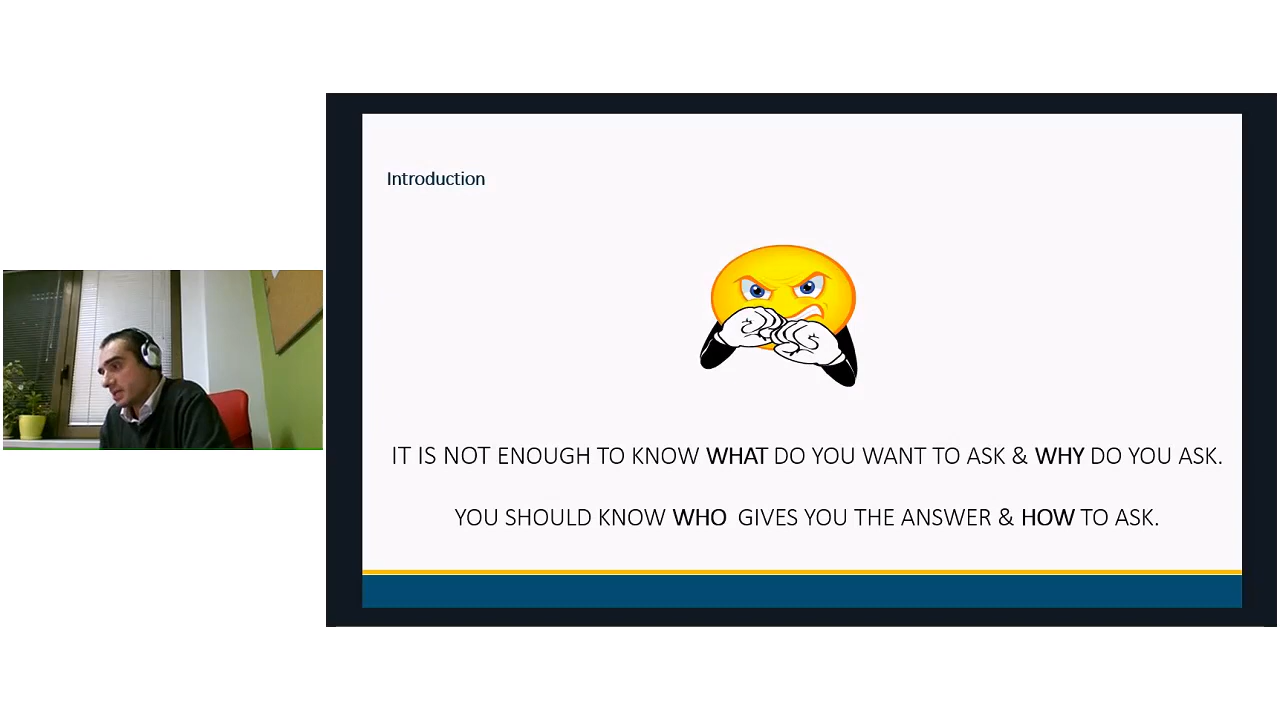 Introduction
IT IS NOT ENOUGH TO KNOW WHAT DO YOU WANT TO ASK & WHY DO YOU ASK.
YOU SHOULD KNOW WHO GIVES YOU THE ANSWER & HOW TO ASK.